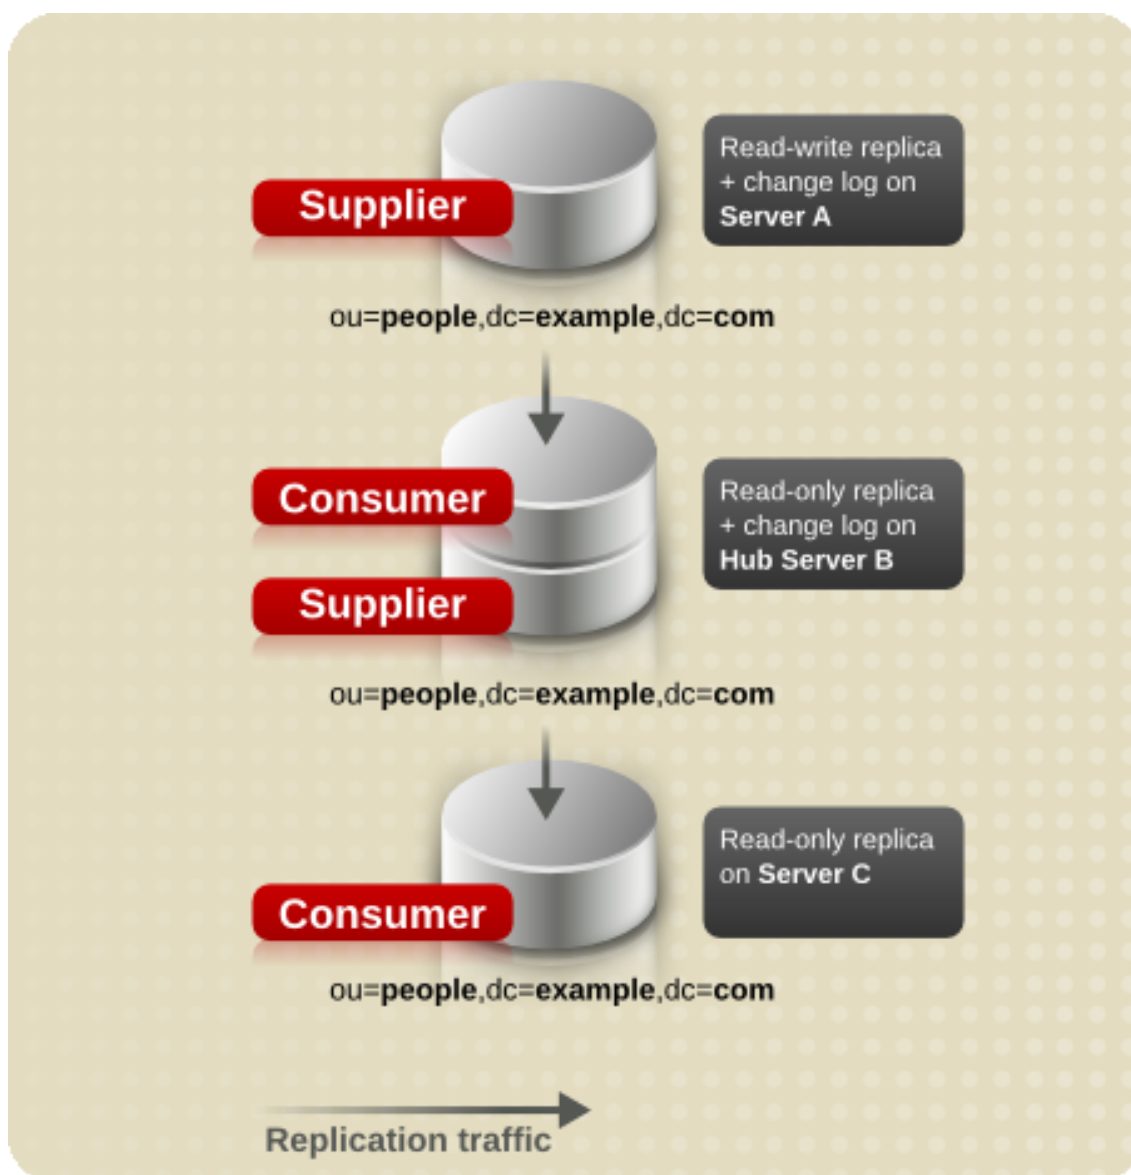 Supplier
Read-write replica
+ change log on
Server A
ou=people,dc=example,dc=com
Consumer
Supplier
Read-only replica
+ change log on
Hub Server B
ou=people,dc=example,dc=com
Consumer
Read-only replica
on Server C
ou=people,dc=example,dc=com
Replication traffic